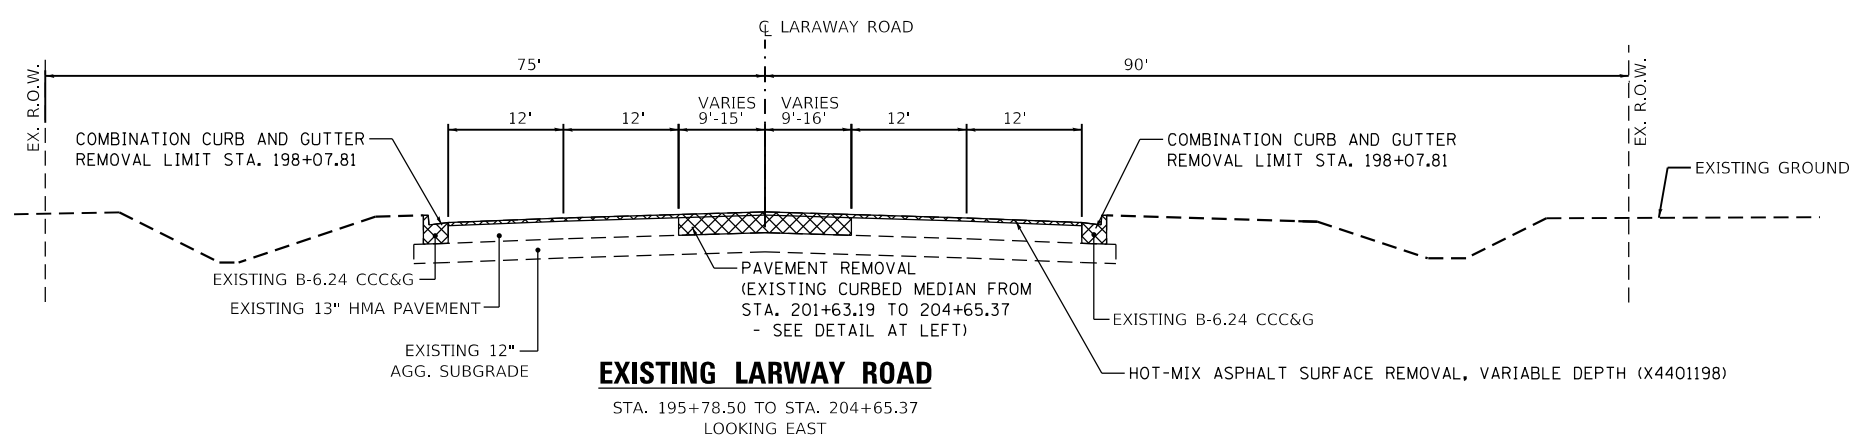 ℄ LARAWAY ROAD
75'
90'
EX. R.O.W.
EX. R.O.W.
VARIES
VARIES
12'
12'
9'-15'
9'-16'
12'
12'
COMBINATION CURB AND GUTTER
REMOVAL LIMIT STA. 198+07.81
COMBINATION CURB AND GUTTER
REMOVAL LIMIT STA. 198+07.81
EXISTING GROUND
EXISTING B-6.24 CCC&G
EXISTING 13" HMA PAVEMENT
EXISTING 12"
AGG. SUBGRADE
PAVEMENT REMOVAL
(EXISTING CURBED MEDIAN FROM
STA. 201+63.19 TO 204+65.37
- SEE DETAIL AT LEFT)
EXISTING B-6.24 CCC&G
HOT-MIX ASPHALT SURFACE REMOVAL, VARIABLE DEPTH (X4401198)
EXISTING LARWAY ROAD
STA. 195+78.50 TO STA. 204+65.37
LOOKING EAST